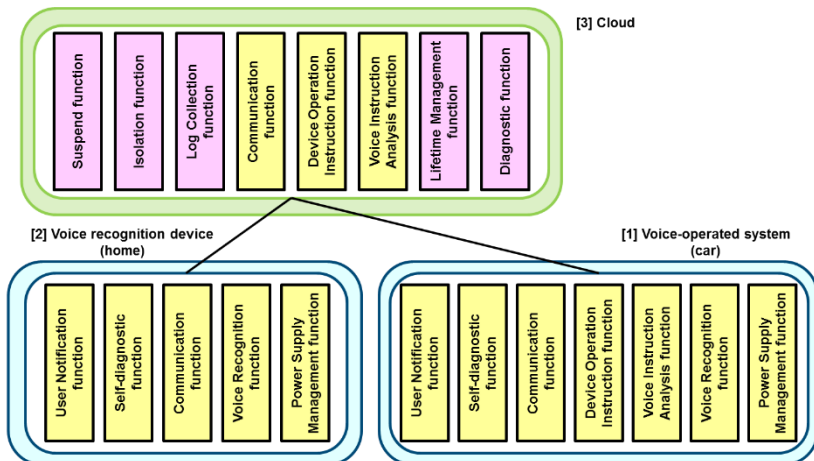 [3] Cloud
Suspend function
Isolation function
Log Collection
function
Communication
function
Device Operation
Instruction function
Voice Instruction
Analysis function
Lifetime Management
function
Diagnostic function
[2] Voice recognition device
(home)
[1] Voice-operated system
(car)
User Notification
function
Self-diagnostic
function
Communication
function
Voice Recognition
function
Power Supply
Management function
User Notification
function
Self-diagnostic
function
Communication
function
Device Operation
Instruction function
Voice Instruction
Analysis function
Voice Recognition
function
Power Supply
Management function